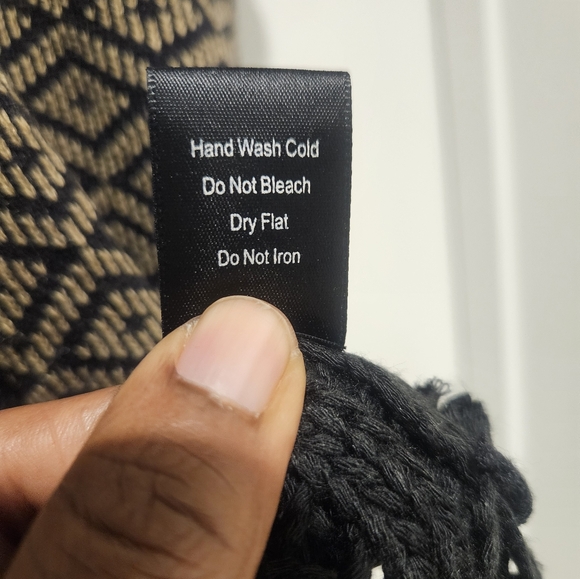 Hand Wash Cold
Do Not Bleach
Dry Flat
Do Not Iron